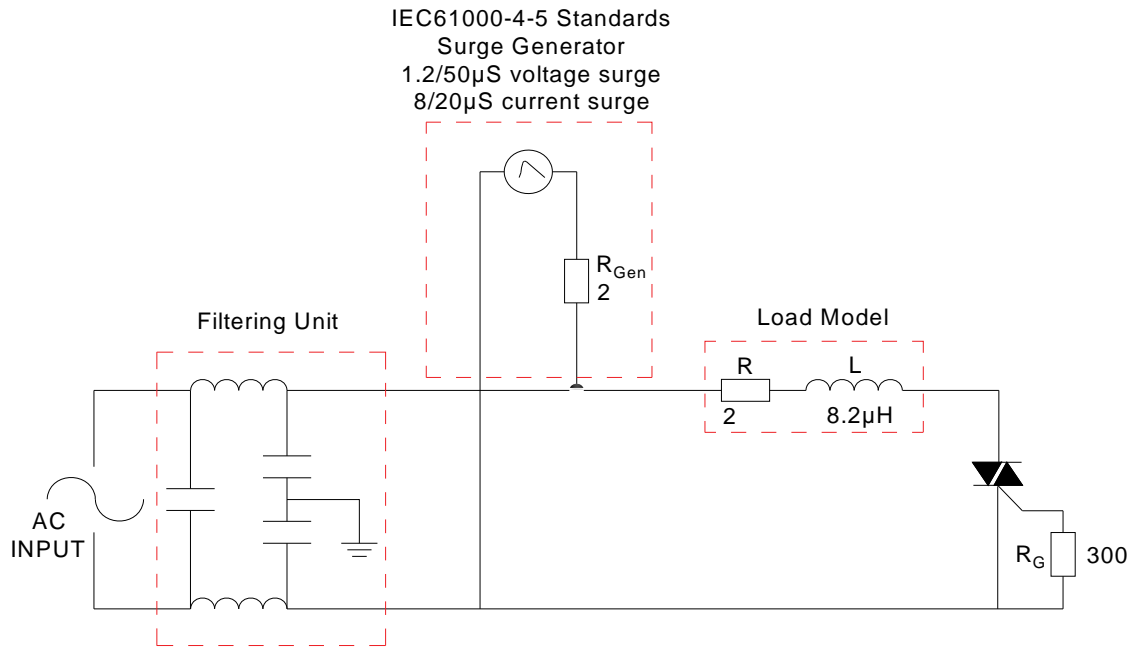 IEC61000-4-5 Standards
Surge Generator
1.2/50µS voltage surge
8/20µS current surge
RGen
2
Filtering Unit
Load Model
R
L
2
8.2µH
AC
INPUT
RG
300